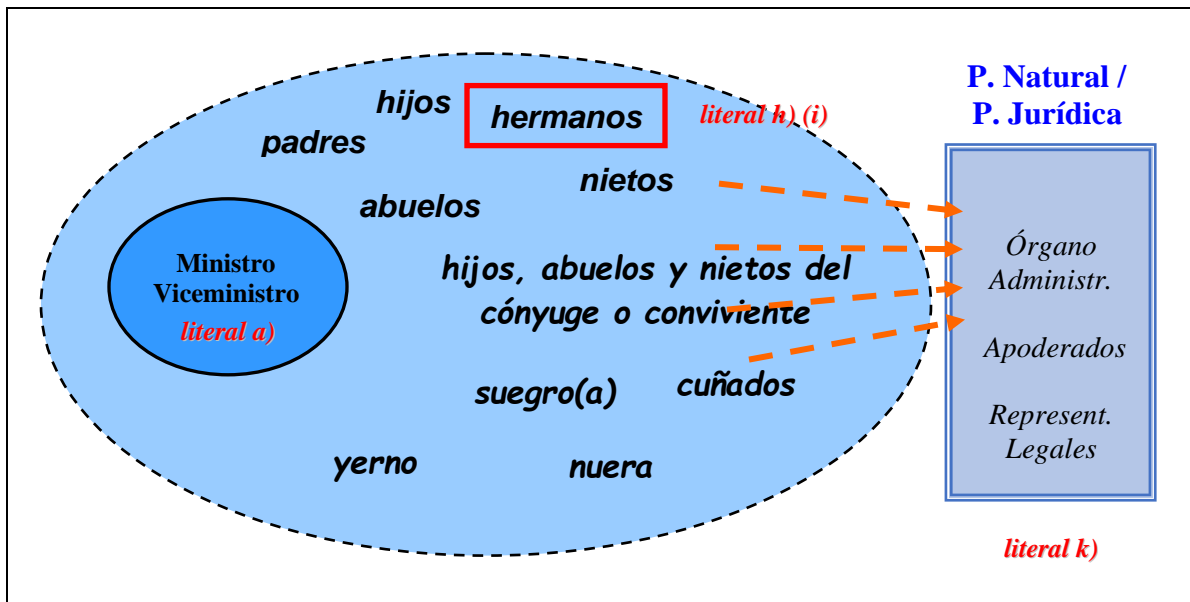 hijos
hermanos
literal h) (i)
padres
nietos
abuelos
Ministro
Viceministro
literal a)
hijos, abuelos y nietos del
cónyuge o conviviente
suegro(a)
cuñados
yerno
nuera
P. Natural /
P. Jurídica
Órgano
Administr.
Apoderados
Represent.
Legales
literal k)